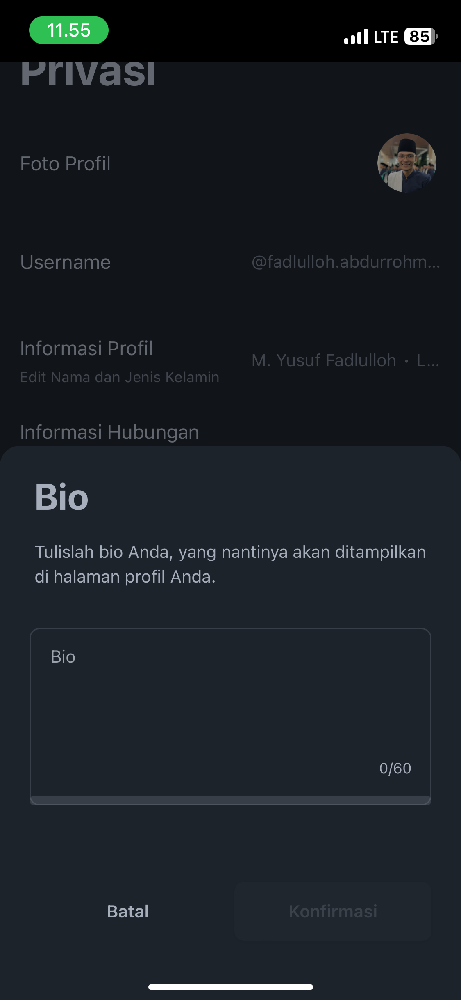 11.55
LTE 85
Privasi
Foto Profil
Username @fadlulloh.abdurrohm...
Informasi Profil
M. Yusuf Fadlulloh • L...
Edit Nama dan Jenis Kelamin
Informasi Hubungan
Bio
Tulislah bio Anda, yang nantinya akan ditampilkan
di halaman profil Anda.
Bio
0/60
Batal Konfirmasi